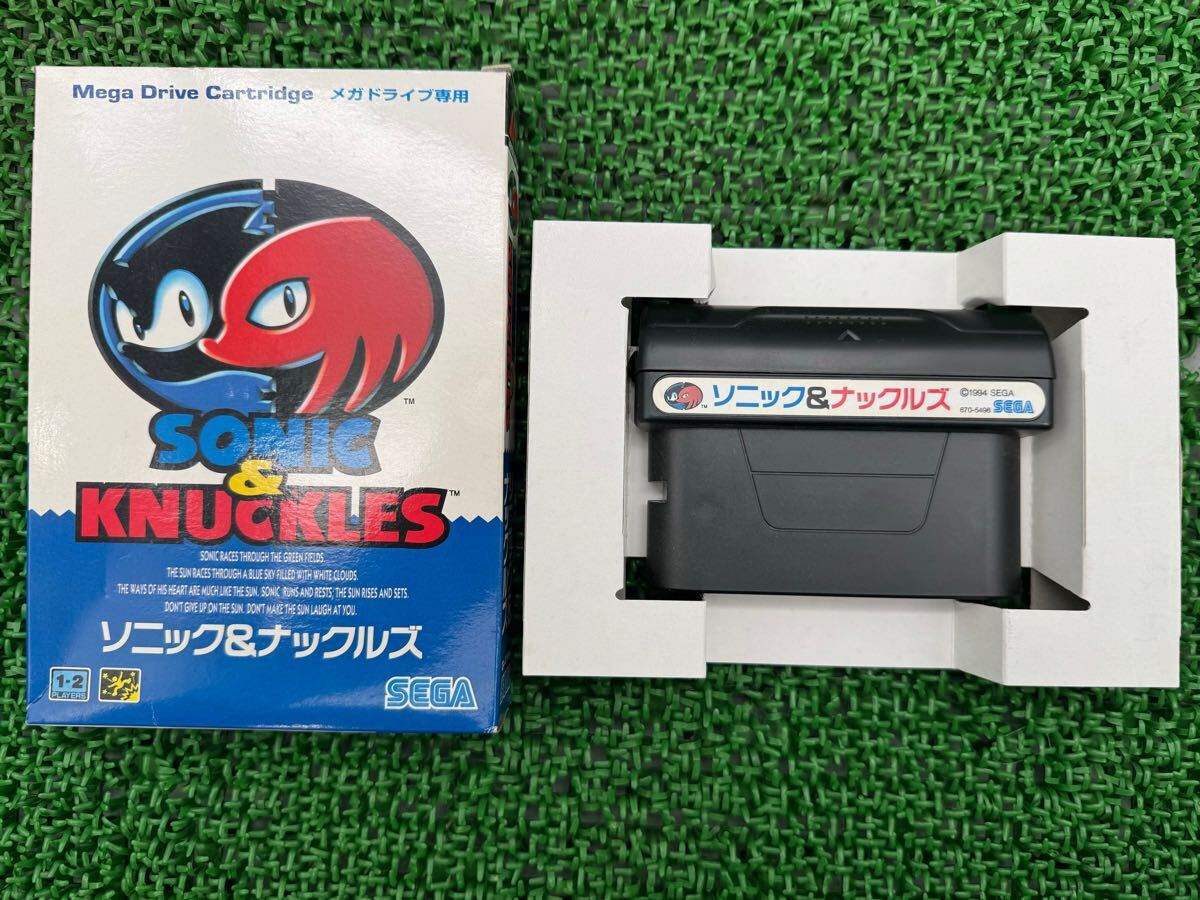 Mega Drive Cartridge メガドライブ専用
TM
SONIC
&
KNUCKLES TM
SONIC RACES THROUGH THE GREEN FIELDS.
THE SUN RACES THROUGH A BLUE SKY FILLED WITH WHITE CLOUDS.
THE WAYS OF HIS HEART ARE MUCH LIKE THE SUN. SONIC RUNS AND RESTS; THE SUN RISES AND SETS.
DON'T GIVE UP ON THE SUN. DON'T MAKE THE SUN LAUGH AT YOU.
ソニック&ナックルズ
1-2
PLAYERS
SEGA
TM ソニック&ナックルズ ©1994 SEGA
670-5496 SEGA